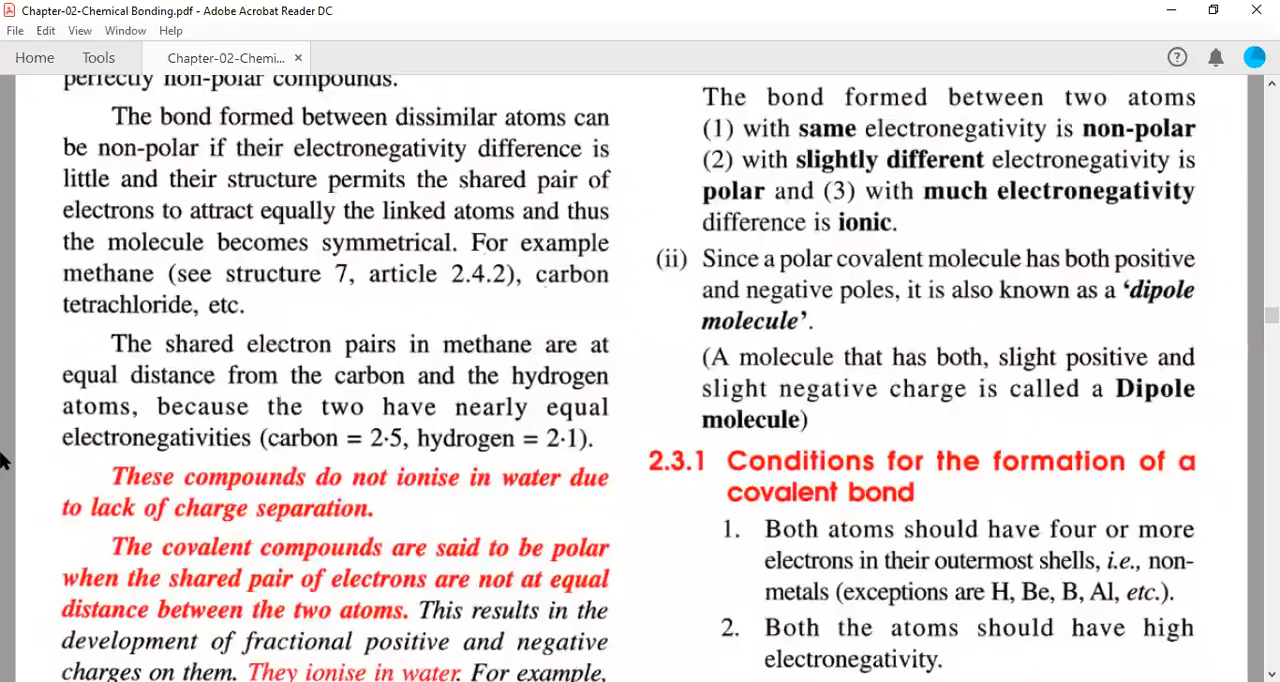 Chapter-02-Chemical Bonding.pdf - Adobe Acrobat Reader DC
File Edit View Window Help
Home Tools Chapter-02-Chemi... ×
perfectly non-polar compounds.
The bond formed between dissimilar atoms can
be non-polar if their electronegativity difference is
little and their structure permits the shared pair of
electrons to attract equally the linked atoms and thus
the molecule becomes symmetrical. For example
methane (see structure 7, article 2.4.2), carbon
tetrachloride, etc.
The shared electron pairs in methane are at
equal distance from the carbon and the hydrogen
atoms, because the two have nearly equal
electronegativities (carbon = 2·5, hydrogen = 2·1).
These compounds do not ionise in water due
to lack of charge separation.
The covalent compounds are said to be polar
when the shared pair of electrons are not at equal
distance between the two atoms. This results in the
development of fractional positive and negative
charges on them. They ionise in water. For example,
The bond formed between two atoms
(1) with same electronegativity is non-polar
(2) with slightly different electronegativity is
polar and (3) with much electronegativity
difference is ionic.
(ii) Since a polar covalent molecule has both positive
and negative poles, it is also known as a ‘dipole
molecule’.
(A molecule that has both, slight positive and
slight negative charge is called a Dipole
molecule)
2.3.1 Conditions for the formation of a
covalent bond
1. Both atoms should have four or more
electrons in their outermost shells, i.e., non-
metals (exceptions are H, Be, B, Al, etc.).
2. Both the atoms should have high
electronegativity.